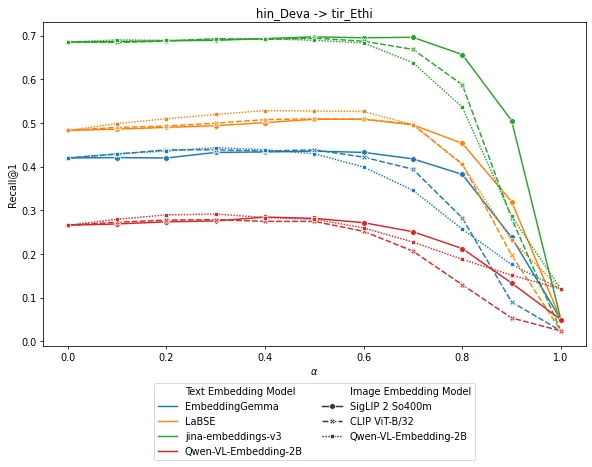 hin_Deva -> tir_Ethi
0.7
0.6
0.5
0.4
0.3
0.2
0.1
0.0
Recall@1
0.0 0.2 0.4 0.6 0.8 1.0
α
Text Embedding Model
EmbeddingGemma
LaBSE
jina-embeddings-v3
Qwen-VL-Embedding-2B
Image Embedding Model
SigLIP 2 So400m
CLIP ViT-B/32
Qwen-VL-Embedding-2B